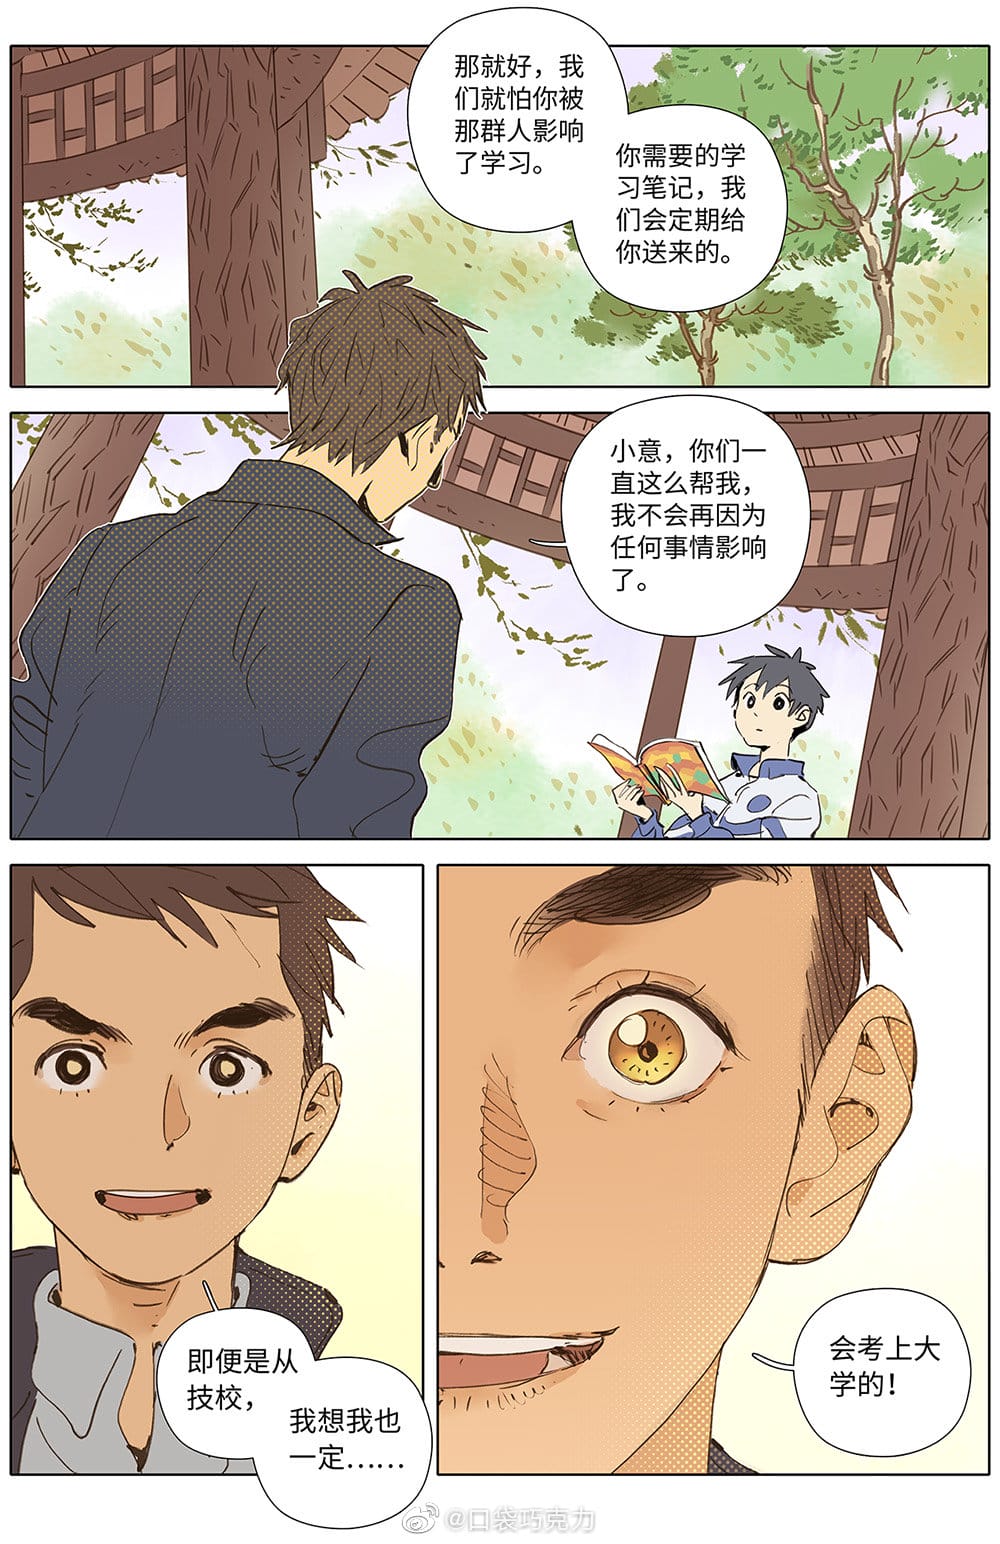 那就好，我
们就怕你被
那群人影响
了学习。
你需要的学
习笔记，我
们会定期给
你送来的。
小意，你们一
直这么帮我，
我不会再因为
任何事情影响
了。
即便是从
技校，
我想我也
一定……
会考上大
学的！
@口袋巧克力